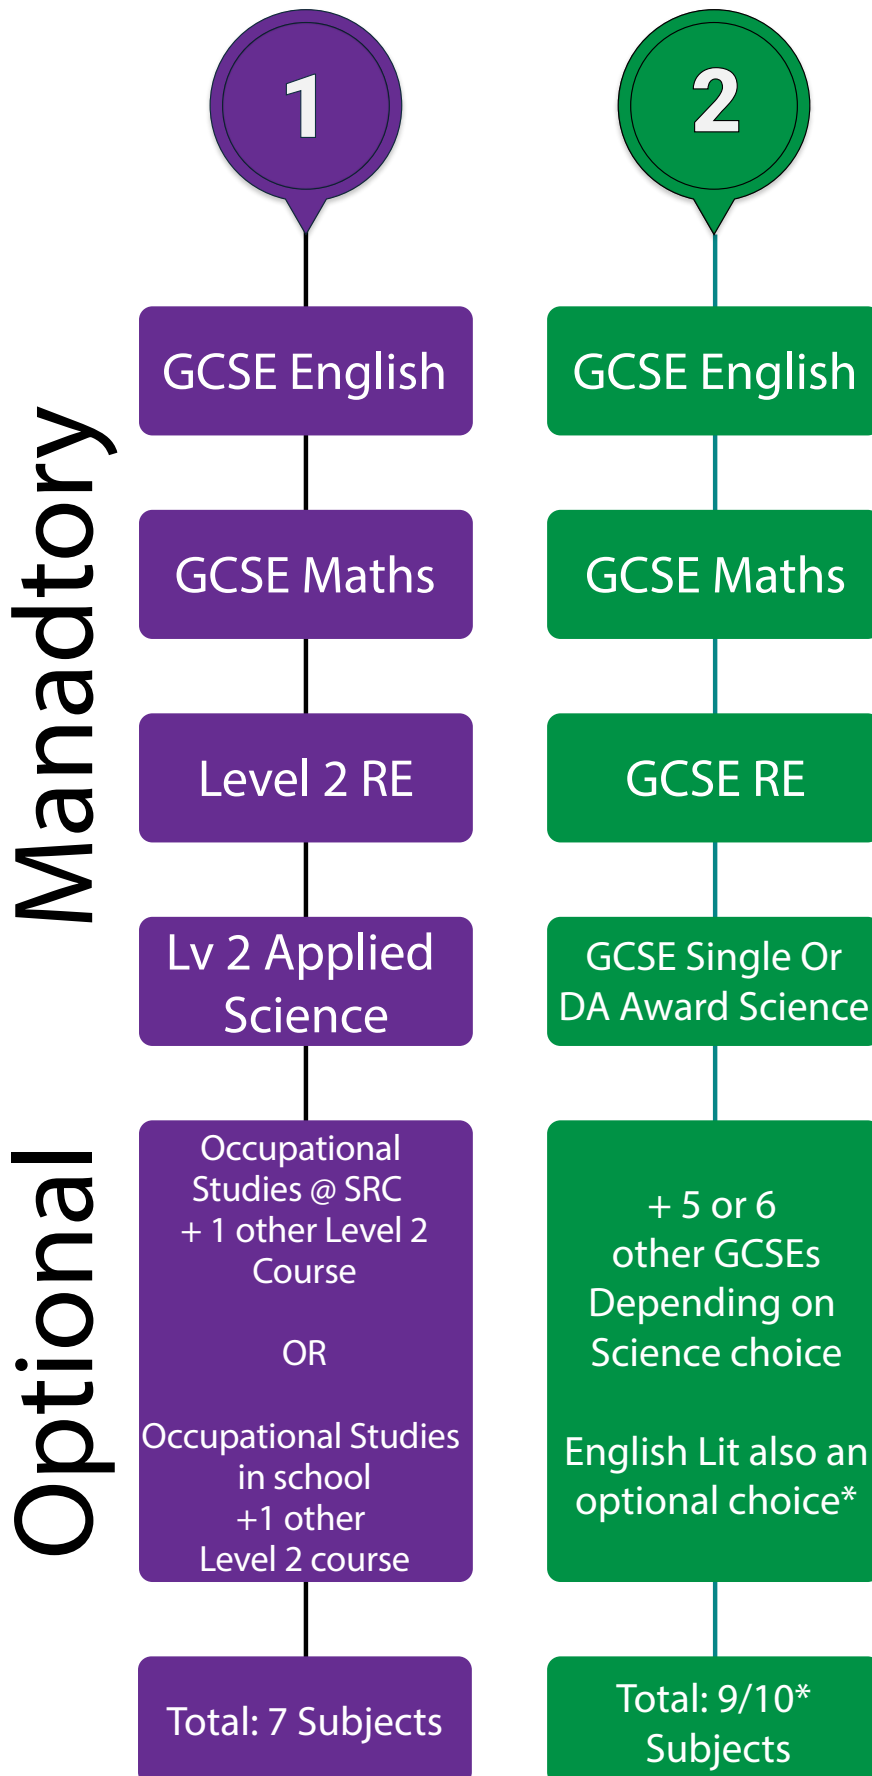 1
GCSE English
GCSE Maths
Level 2 RE
Lv 2 Applied
Science
Occupational
Studies @ SRC
+ 1 other Level 2
Course
OR
Occupational Studies
in school
+1 other
Level 2 course
Total: 7 Subjects
2
GCSE English
GCSE Maths
GCSE RE
GCSE Single Or
DA Award Science
+ 5 or 6
other GCSEs
Depending on
Science choice
English Lit also an
optional choice*
Total: 9/10*
Subjects
Manadtory
Optional